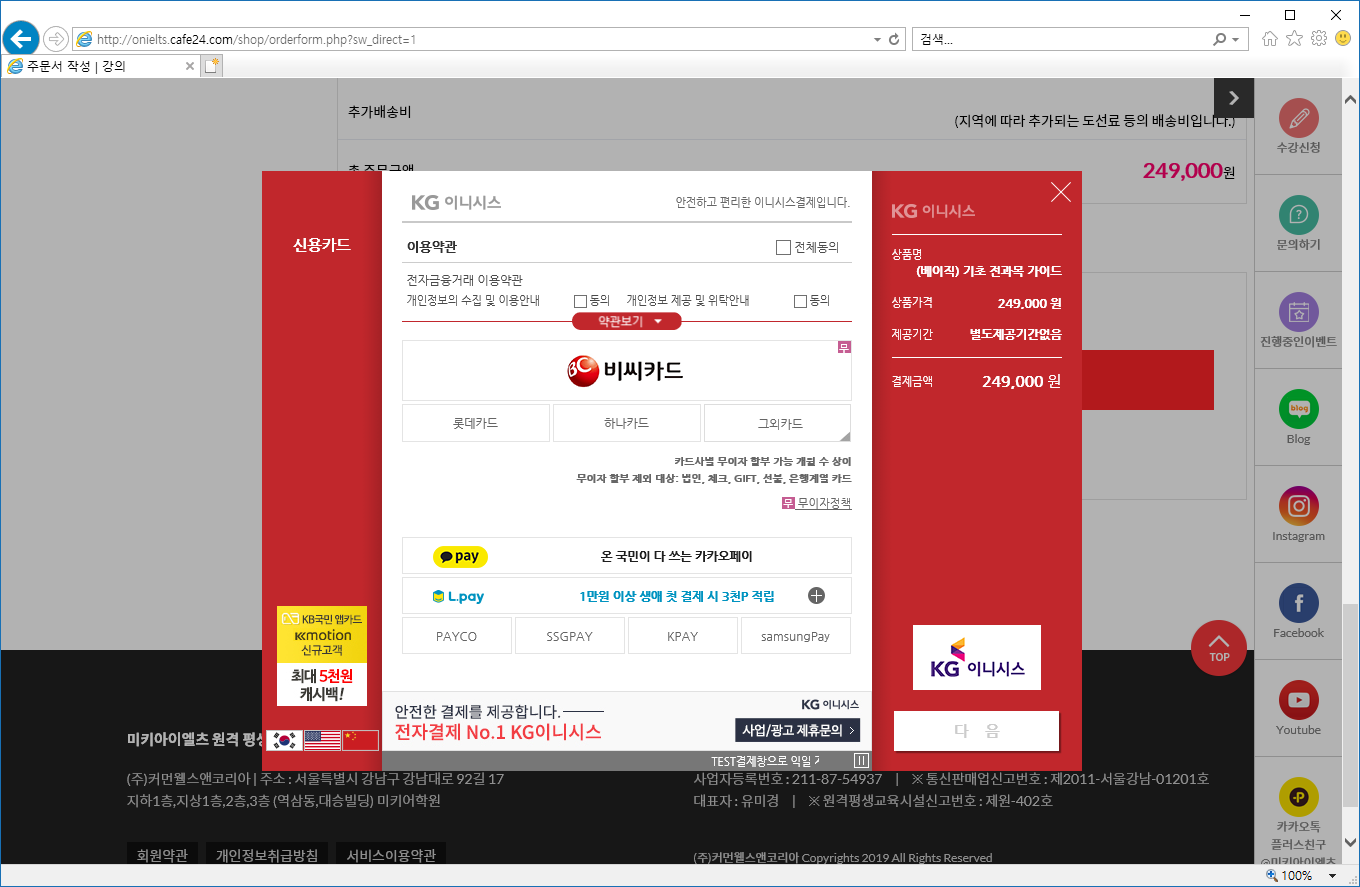 http://onielts.cafe24.com/shop/orderform.php?sw_direct=1
검색...
주문서 작성 | 강의
추가배송비
(지역에 따라 추가되는 도선료 등의 배송비입니다.)
총 주문금액
249,000원
신용카드
KB국민 앱카드
KKmotion
신규고객
최대 5천원
캐시백!
KG 이니시스
안전하고 편리한 이니시스결제입니다.
이용약관
전체동의
전자금융거래 이용약관
개인정보의 수집 및 이용안내 동의 개인정보 제공 및 위탁안내 동의
약관보기
무
BC 비씨카드
롯데카드 하나카드 그외카드
카드사별 무이자 할부 가능 개월 수 상이
무이자 할부 제외 대상: 법인, 체크, GIFT, 선불, 은행계열 카드
무 무이자정책
pay 온 국민이 다 쓰는 카카오페이
L.pay 1만원 이상 생애 첫 결제 시 3천P 적립
PAYCO SSGPAY KPAY samsungPay
안전한 결제를 제공합니다.
전자결제 No.1 KG이니시스
KG 이니시스
사업/광고 제휴문의
TEST결제창으로 익일
KG 이니시스
상품명
(베이직) 기초 전과목 가이드
상품가격 249,000 원
제공기간 별도제공기간없음
결제금액 249,000 원
KG 이니시스
다 음
수강신청
문의하기
진행중인이벤트
blog
Blog
Instagram
Facebook
Youtube
카카오톡
플러스친구
@미키아이엘츠
TOP
미키아이엘츠 원격 평생
(주)커먼웰스앤코리아 | 주소 : 서울특별시 강남구 강남대로 92길 17
지하1층,지상1층,2층,3층 (역삼동,대승빌딩) 미키어학원
사업자등록번호 : 211-87-54937 | ※ 통신판매업신고번호 : 제2011-서울강남-01201호
대표자 : 유미경 | ※ 원격평생교육시설신고번호 : 제원-402호
회원약관 개인정보취급방침 서비스이용약관
(주)커먼웰스앤코리아 Copyrights 2019 All Rights Reserved
100%